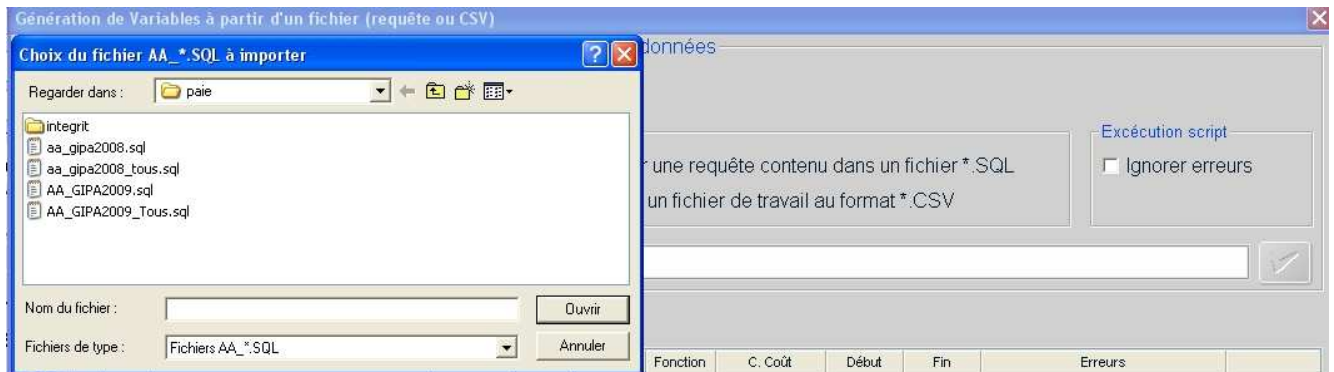 Génération de Variables à partir d'un fichier (requête ou CSV)
Choix du fichier AA_*.SQL à importer
données
Regarder dans :
paie
integrit
aa_gipa2008.sql
aa_gipa2008_tous.sql
AA_GIPA2009.sql
AA_GIPA2009_Tous.sql
Excécution script
une requête contenu dans un fichier *.SQL
Ignorer erreurs
un fichier de travail au format *.CSV
Nom du fichier :
Ouvrir
Fichiers de type :
Fichiers AA_*.SQL
Annuler
Fonction
C. Coût
Début
Fin
Erreurs